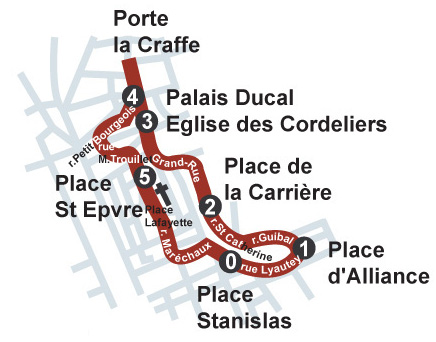 Porte
la Craffe
4
Palais Ducal
3
Eglise des Cordeliers
r.Petit Bourgeois
rue
M.Trouillet
Grand-Rue
5
Place
St Epvre
Place
Lafayette
Place de
la Carrière
2
r.St Catherine
r.Guibal
1
Place
d'Alliance
r. Maréchaux
0
rue Lyautey
Place
Stanislas